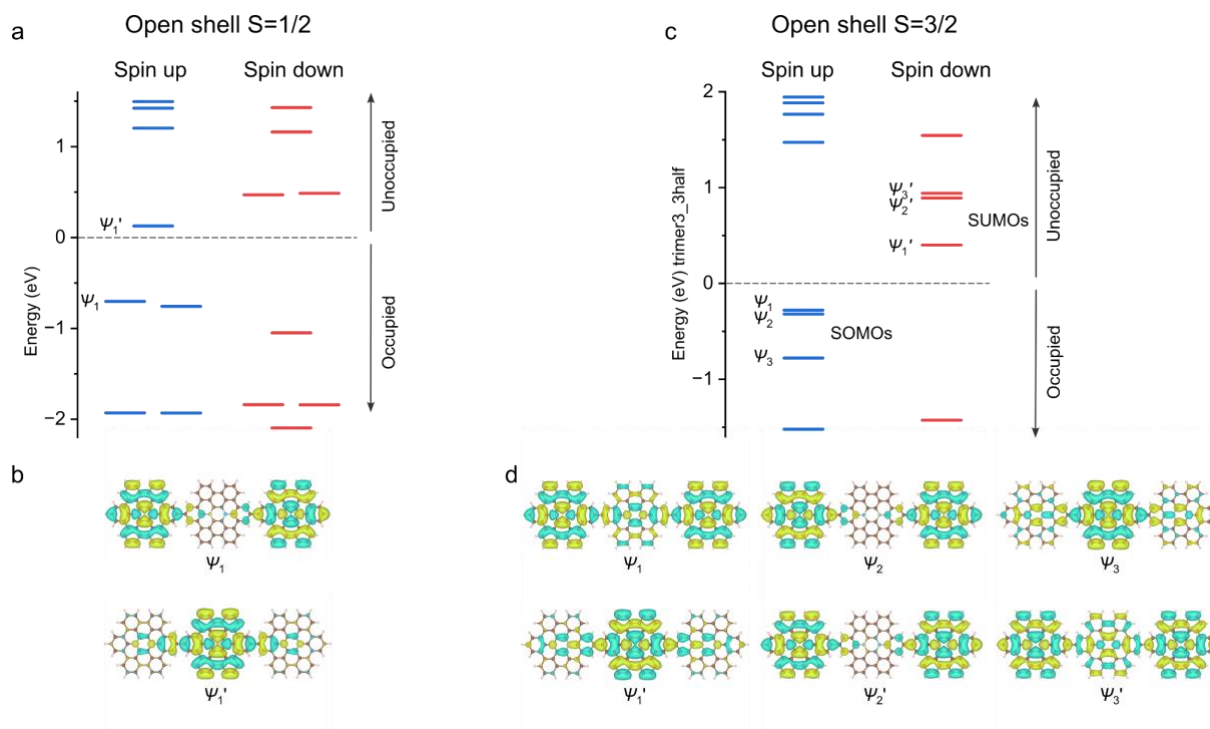 a
Open shell S=1/2
Spin up
Spin down
1
0
−1
−2
Energy (eV)
Ψ1'
Ψ1
Unoccupied
Occupied
c
Open shell S=3/2
Spin up
Spin down
2
1
0
−1
Energy (eV) trimer3_3half
Ψ3'
Ψ2'
SUMOs
Ψ1'
Ψ1
Ψ2
SOMOs
Ψ3
Unoccupied
Occupied
b
Ψ1
Ψ1'
d
Ψ1
Ψ2
Ψ3
Ψ1'
Ψ2'
Ψ3'